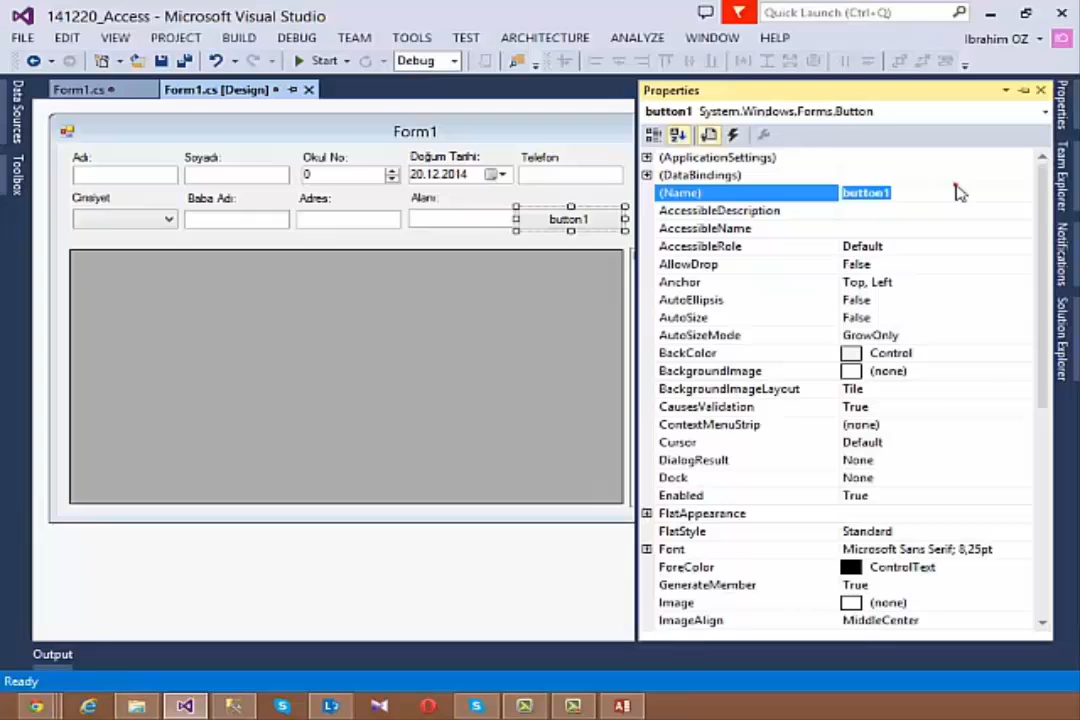 141220_Access - Microsoft Visual Studio
Quick Launch (Ctrl+Q)
FILE EDIT VIEW PROJECT BUILD DEBUG TEAM TOOLS TEST ARCHITECTURE ANALYZE WINDOW HELP
Ibrahim OZ
IO
Start
Debug
Data Sources
Toolbox
Form1.cs
Form1.cs [Design]
Form1
Adı:
Soyadı:
Okul No:
Doğum Tarihi:
Telefon
0
20.12.2014
Cinsiyet
Baba Adı:
Adres:
Alanı:
button1
Properties
button1 System.Windows.Forms.Button
(ApplicationSettings)
(DataBindings)
(Name) button1
AccessibleDescription
AccessibleName
AccessibleRole Default
AllowDrop False
Anchor Top, Left
AutoEllipsis False
AutoSize False
AutoSizeMode GrowOnly
BackColor Control
BackgroundImage (none)
BackgroundImageLayout Tile
CausesValidation True
ContextMenuStrip (none)
Cursor Default
DialogResult None
Dock None
Enabled True
FlatAppearance
FlatStyle Standard
Font Microsoft Sans Serif; 8,25pt
ForeColor ControlText
GenerateMember True
Image (none)
ImageAlign MiddleCenter
Properties
Team Explorer
Notifications
Solution Explorer
Output
Ready